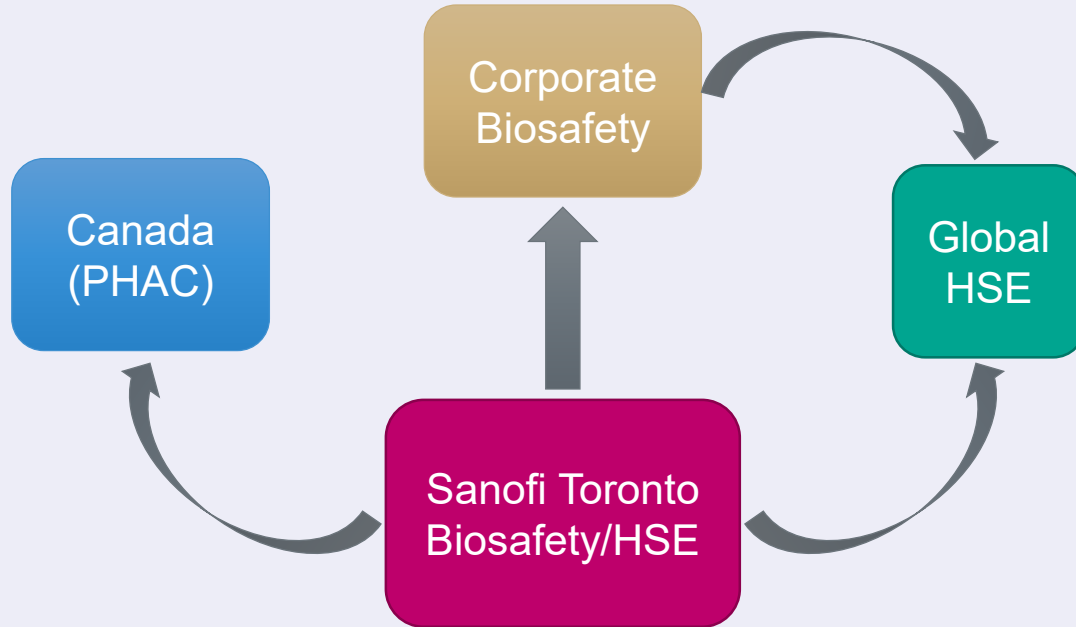 Corporate
Biosafety
Canada
(PHAC)
Global
HSE
Sanofi Toronto
Biosafety/HSE